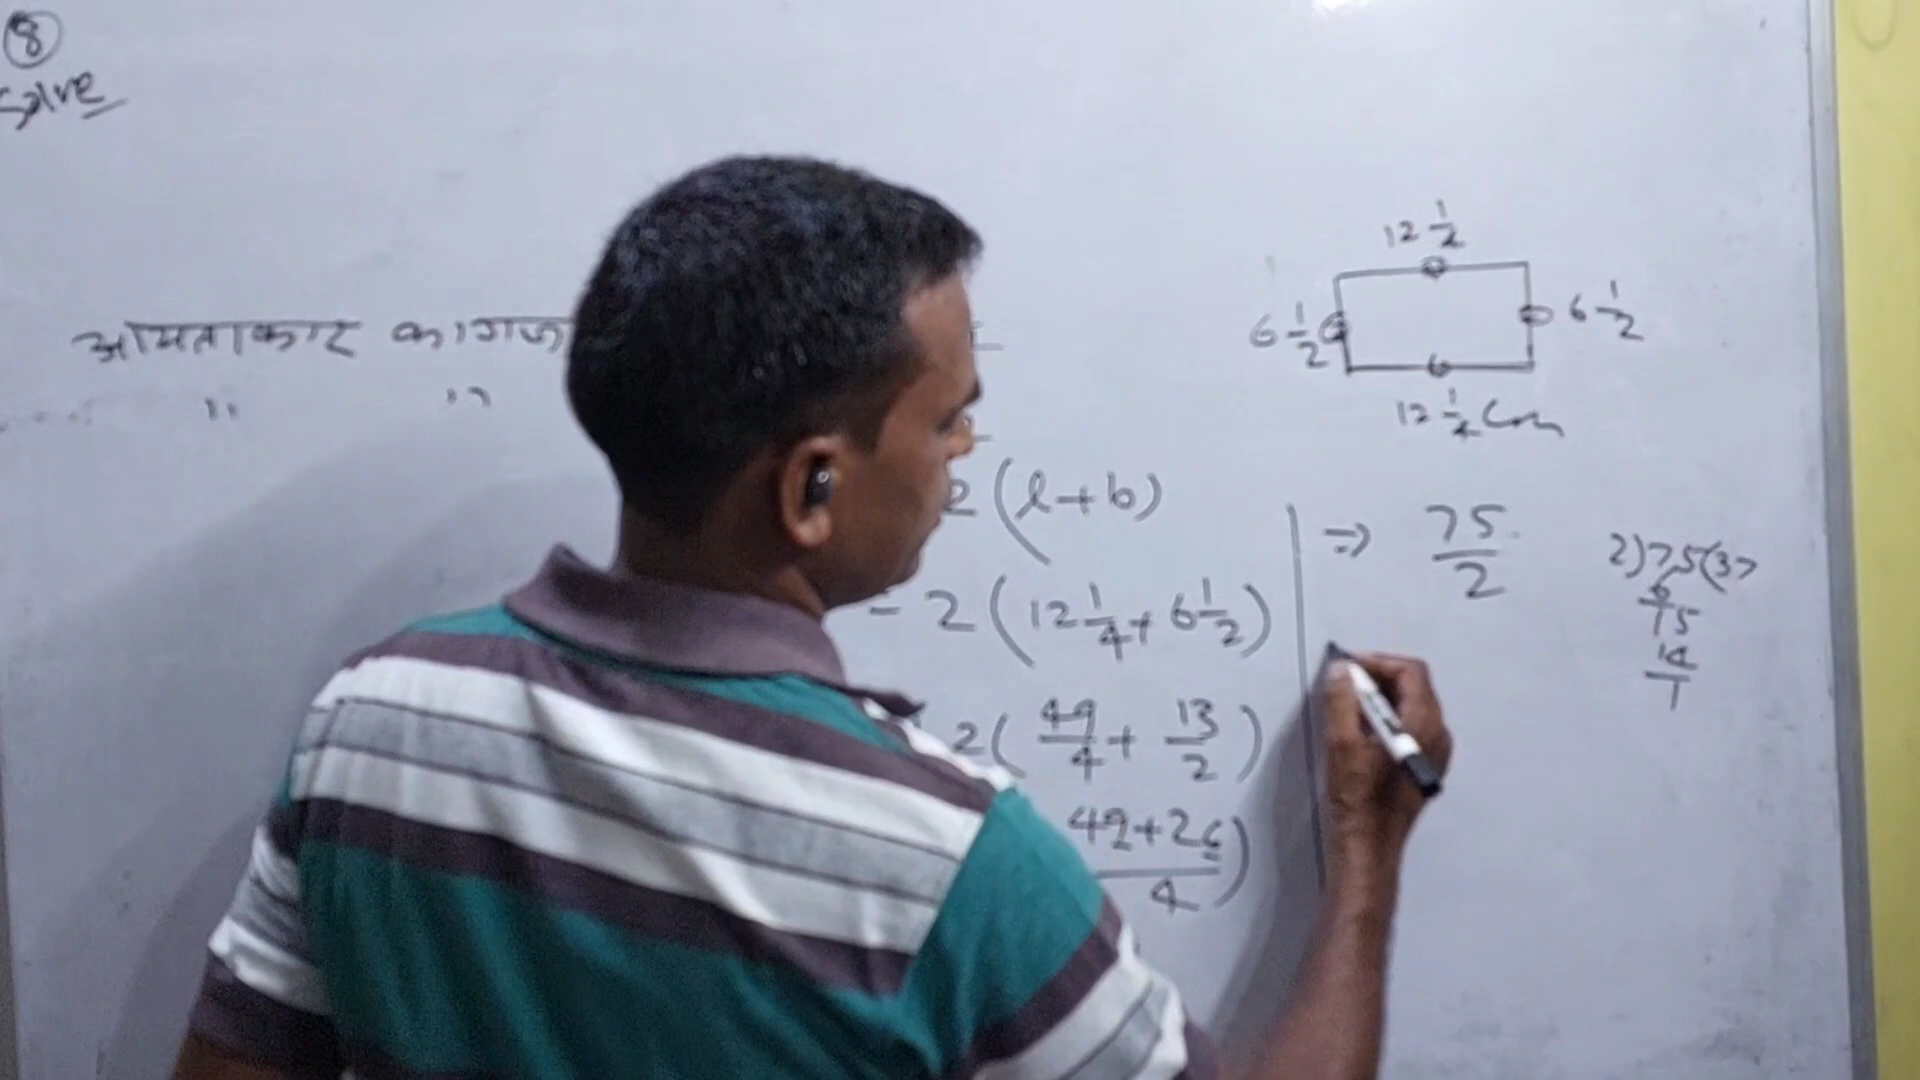 ⑧
Solve
आयताकार कागज
" "
12 1/2
6 1/2
6 1/2
12 1/4 Cm
2 (l+b)
= 2 (12 1/4 + 6 1/2)
2 (49/4 + 13/2)
49+26
4 )
⇒ 75/2
2)75(37
6
15
14
1